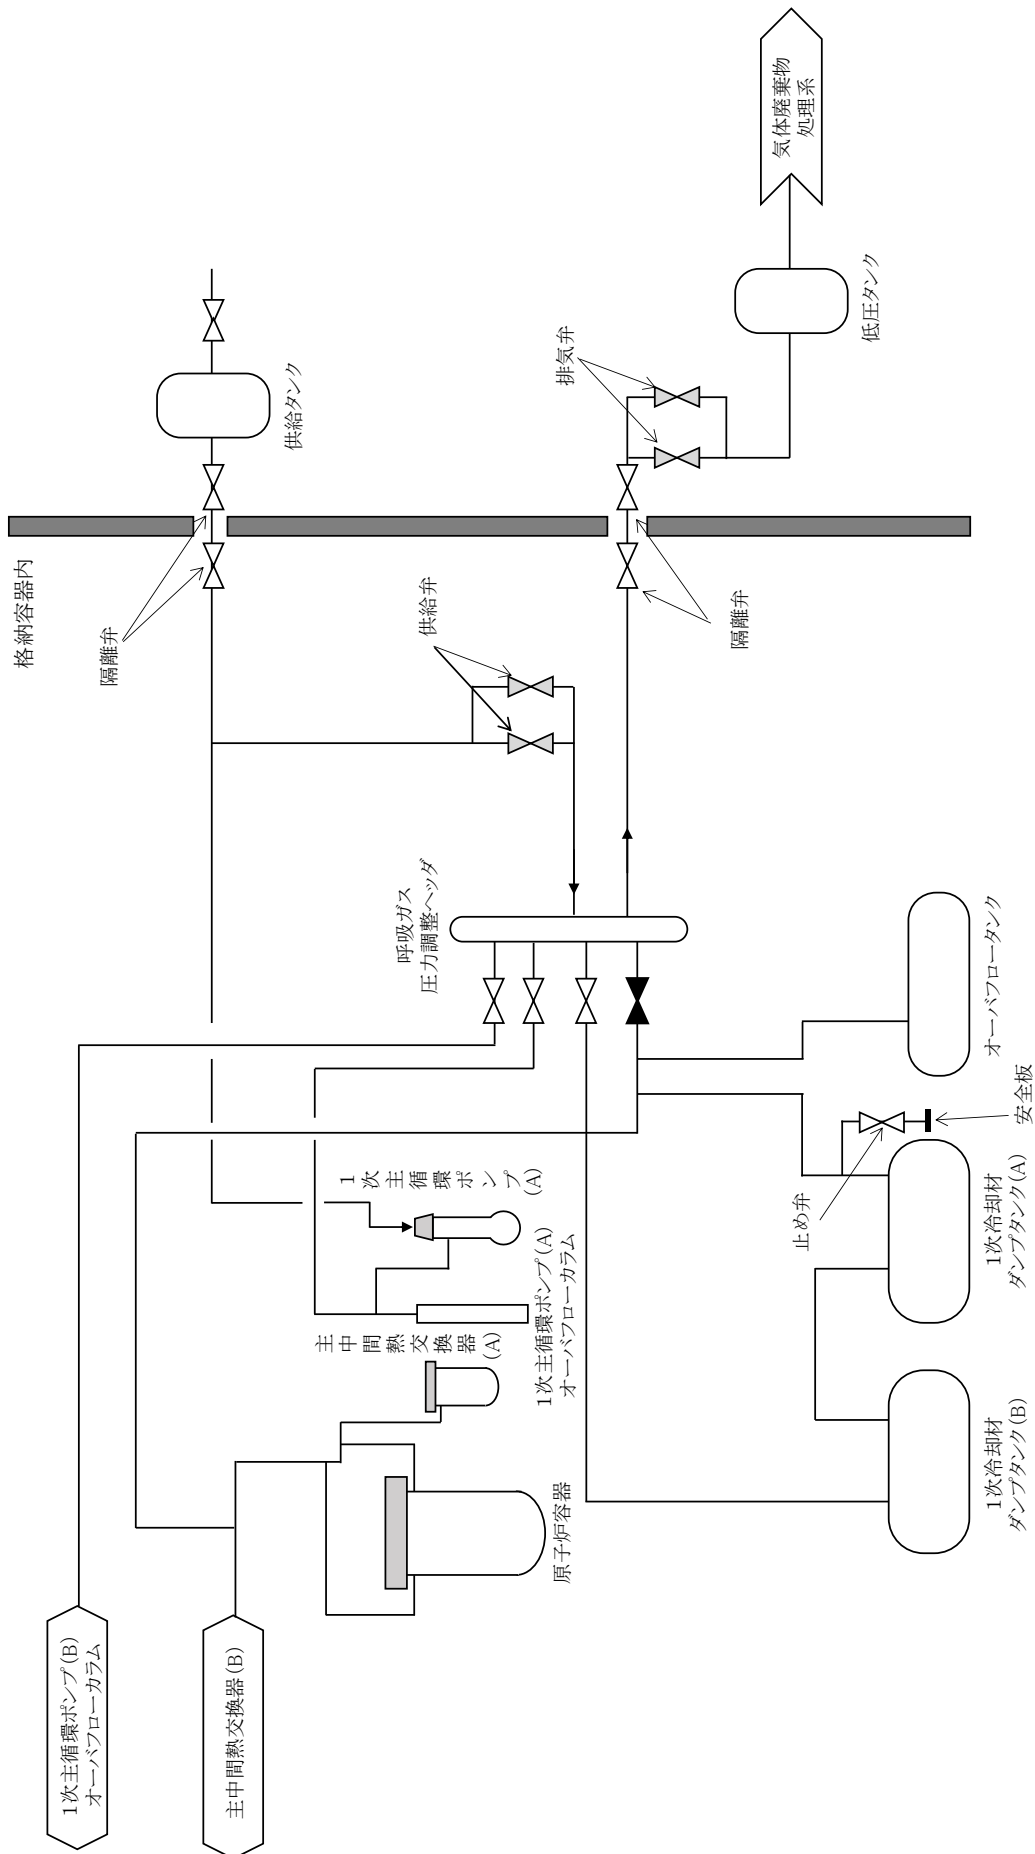 1次主循環ポンプ(B)
オーバフローカラム
主中間熱交換器(B)
原子炉容器
主中間熱交換器(A)
1次主循環ポンプ(A)
オーバフローカラム
1次主循環ポンプ(A)
呼吸ガス
圧力調整ヘッダ
1次冷却材
ダンプタンク(B)
1次冷却材
ダンプタンク(A)
止め弁
安全板
オーバフロータンク
格納容器内
隔離弁
供給弁
隔離弁
供給タンク
排気弁
低圧タンク
気体廃棄物
処理系